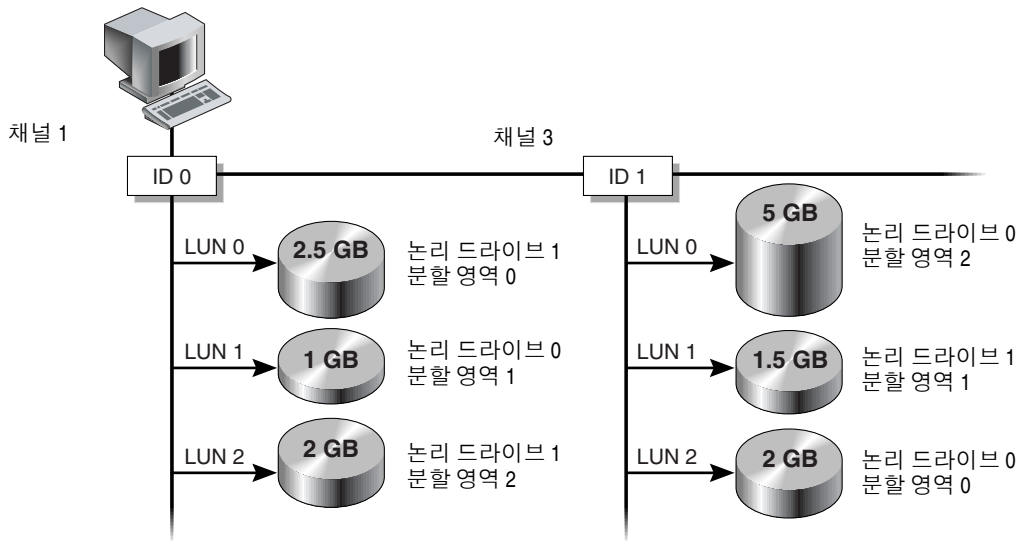 채널 1
채널 3
ID 0
ID 1
LUN 0
2.5 GB
논리 드라이브 1
분할 영역 0
LUN 1
1 GB
논리 드라이브 0
분할 영역 1
LUN 2
2 GB
논리 드라이브 1
분할 영역 2
LUN 0
5 GB
논리 드라이브 0
분할 영역 2
LUN 1
1.5 GB
논리 드라이브 1
분할 영역 1
LUN 2
2 GB
논리 드라이브 0
분할 영역 0